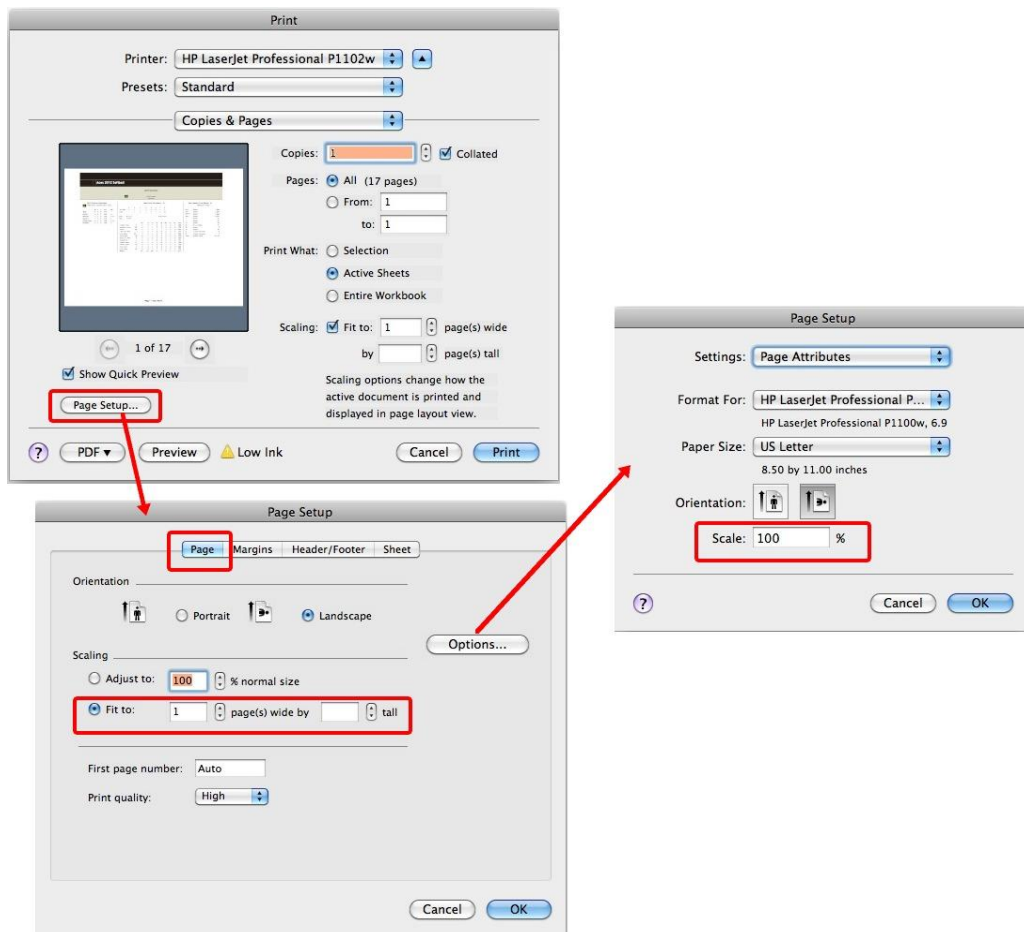 Print
Printer: HP LaserJet Professional P1102w
Presets: Standard
Copies & Pages
Copies: 1 Collated
Pages: All (17 pages)
From: 1
to: 1
Print What: Selection
Active Sheets
Entire Workbook
Scaling: Fit to: 1 page(s) wide
by page(s) tall
Scaling options change how the
active document is printed and
displayed in page layout view.
1 of 17
Show Quick Preview
Page Setup...
? PDF ▼ Preview Low Ink Cancel Print
Page Setup
Page Margins Header/Footer Sheet
Orientation
Portrait Landscape
Options...
Scaling
Adjust to: 100 % normal size
Fit to: 1 page(s) wide by tall
First page number: Auto
Print quality: High
Cancel OK
Page Setup
Settings: Page Attributes
Format For: HP LaserJet Professional P...
HP LaserJet Professional P1100w, 6.9
Paper Size: US Letter
8.50 by 11.00 inches
Orientation:
Scale: 100 %
? Cancel OK